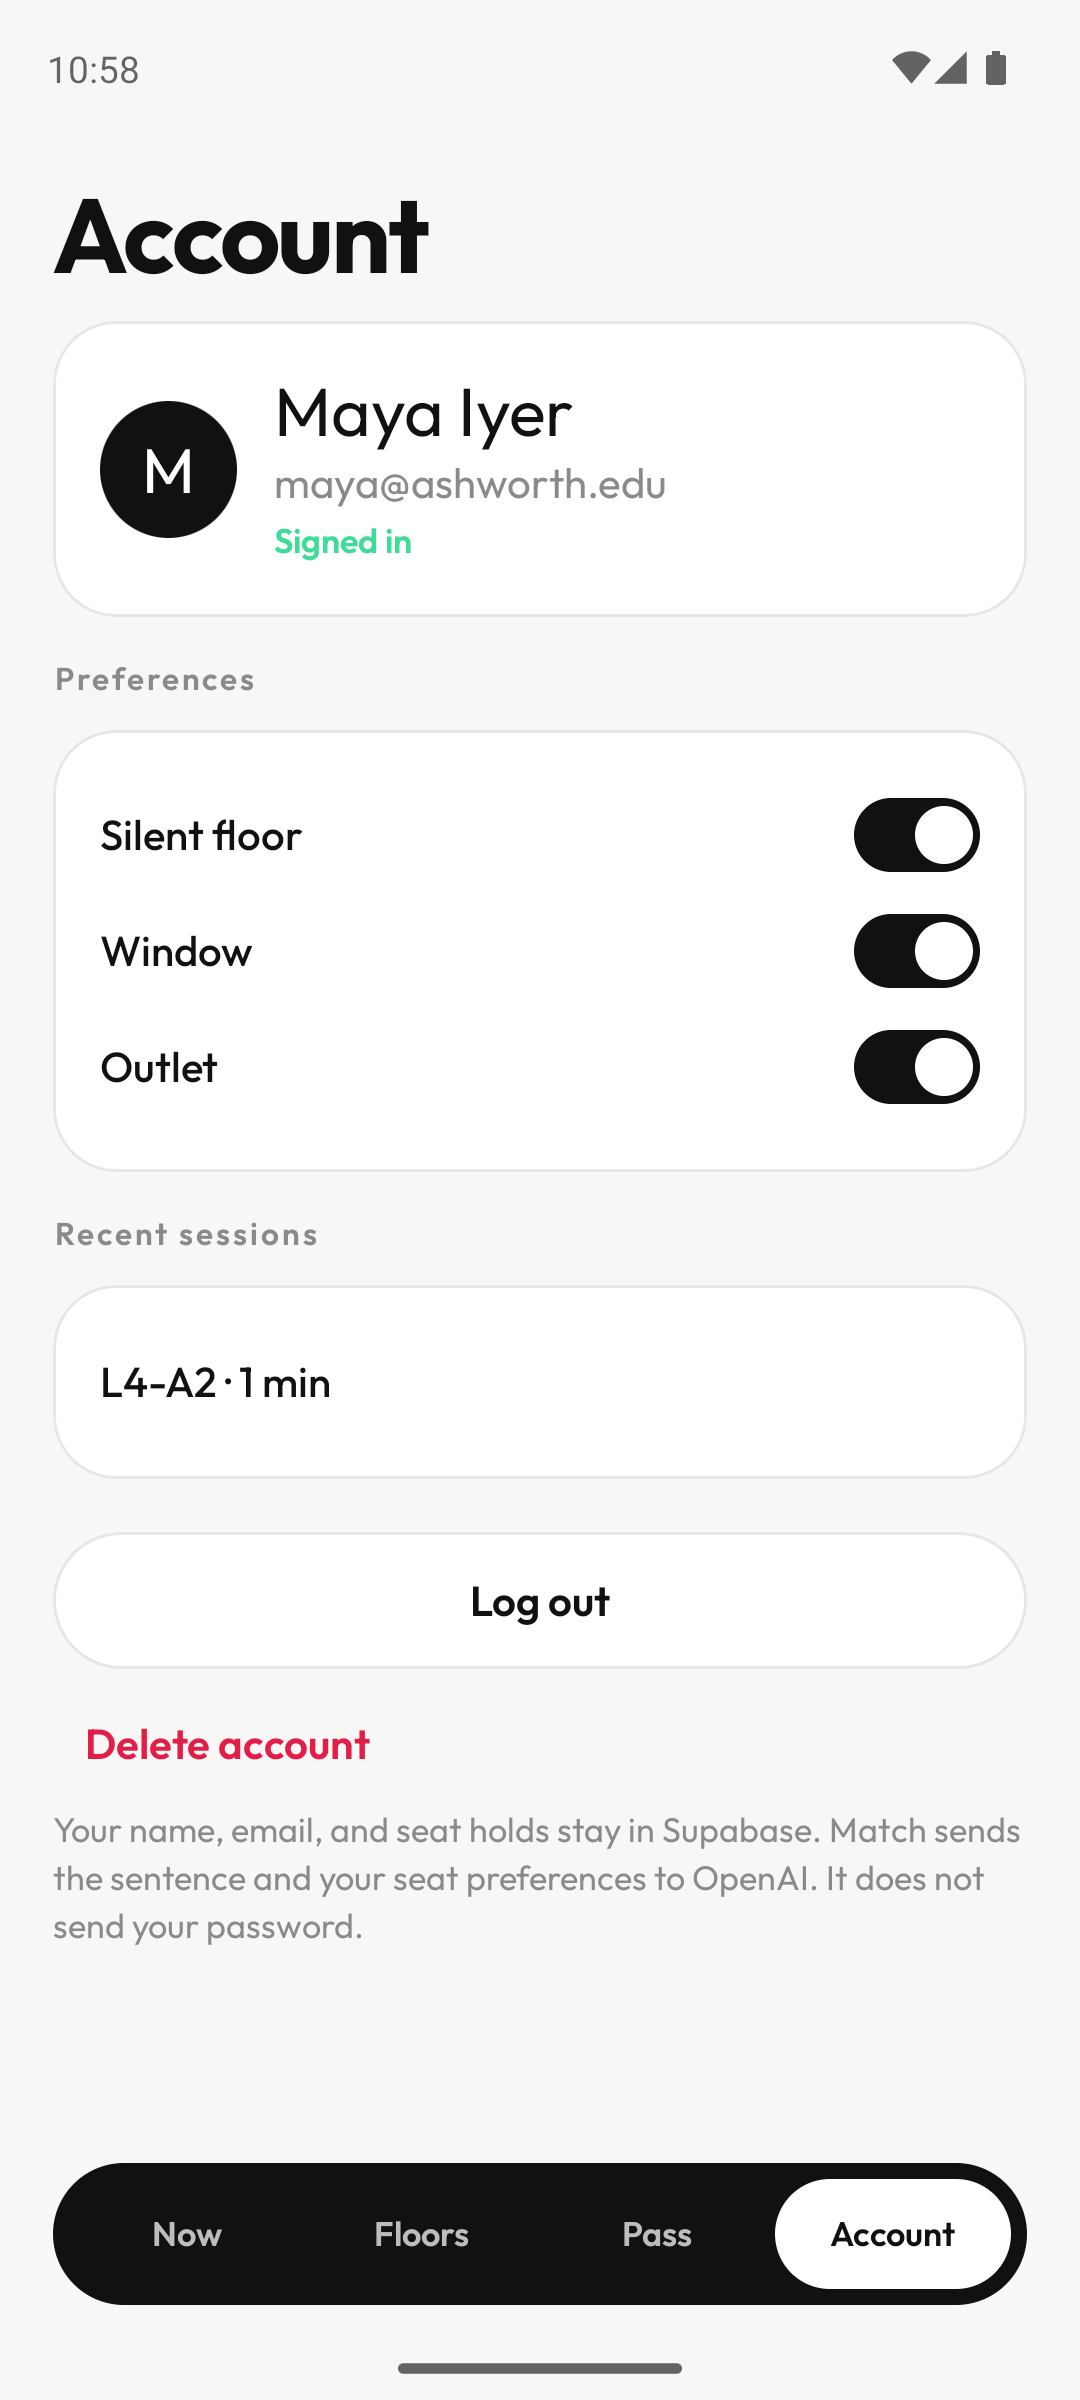 10:58
Account
M
Maya Iyer
maya@ashworth.edu
Signed in
Preferences
Silent floor
Window
Outlet
Recent sessions
L4-A2 · 1 min
Log out
Delete account
Your name, email, and seat holds stay in Supabase. Match sends
the sentence and your seat preferences to OpenAI. It does not
send your password.
Now
Floors
Pass
Account